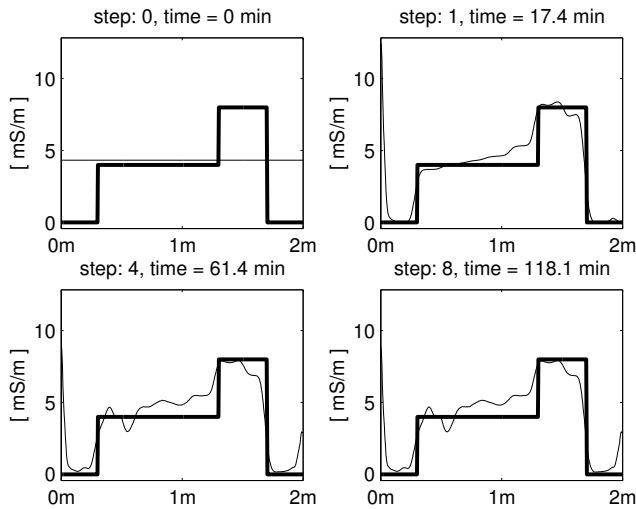 step: 0, time = 0 min
[ mS/m ]
10
5
0
0m
1m
2m
step: 1, time = 17.4 min
[ mS/m ]
10
5
0
0m
1m
2m
step: 4, time = 61.4 min
[ mS/m ]
10
5
0
0m
1m
2m
step: 8, time = 118.1 min
[ mS/m ]
10
5
0
0m
1m
2m